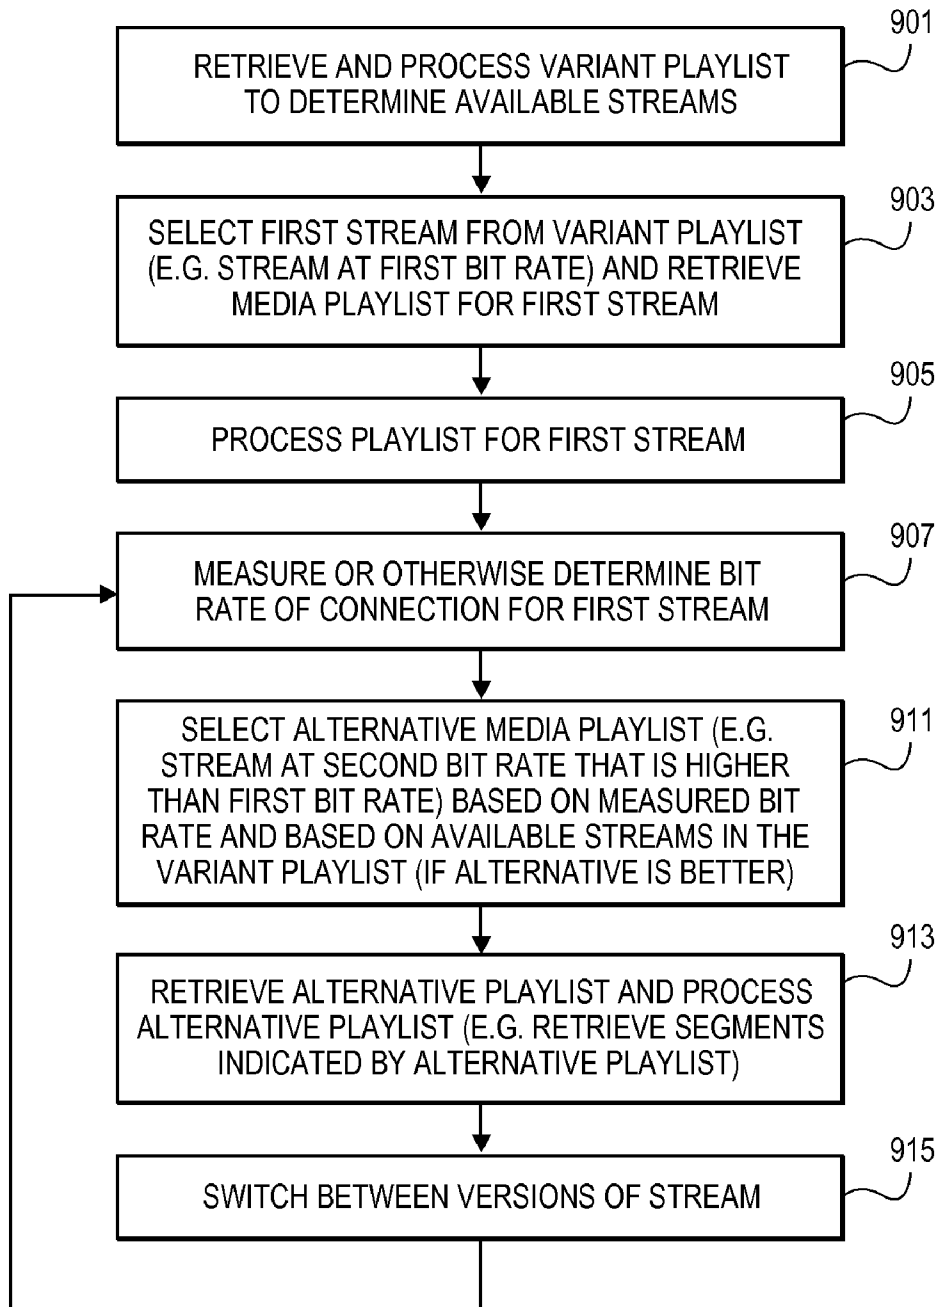 901
RETRIEVE AND PROCESS VARIANT PLAYLIST
TO DETERMINE AVAILABLE STREAMS
903
SELECT FIRST STREAM FROM VARIANT PLAYLIST
(E.G. STREAM AT FIRST BIT RATE) AND RETRIEVE
MEDIA PLAYLIST FOR FIRST STREAM
905
PROCESS PLAYLIST FOR FIRST STREAM
907
MEASURE OR OTHERWISE DETERMINE BIT
RATE OF CONNECTION FOR FIRST STREAM
911
SELECT ALTERNATIVE MEDIA PLAYLIST (E.G.
STREAM AT SECOND BIT RATE THAT IS HIGHER
THAN FIRST BIT RATE) BASED ON MEASURED BIT
RATE AND BASED ON AVAILABLE STREAMS IN THE
VARIANT PLAYLIST (IF ALTERNATIVE IS BETTER)
913
RETRIEVE ALTERNATIVE PLAYLIST AND PROCESS
ALTERNATIVE PLAYLIST (E.G. RETRIEVE SEGMENTS
INDICATED BY ALTERNATIVE PLAYLIST)
915
SWITCH BETWEEN VERSIONS OF STREAM